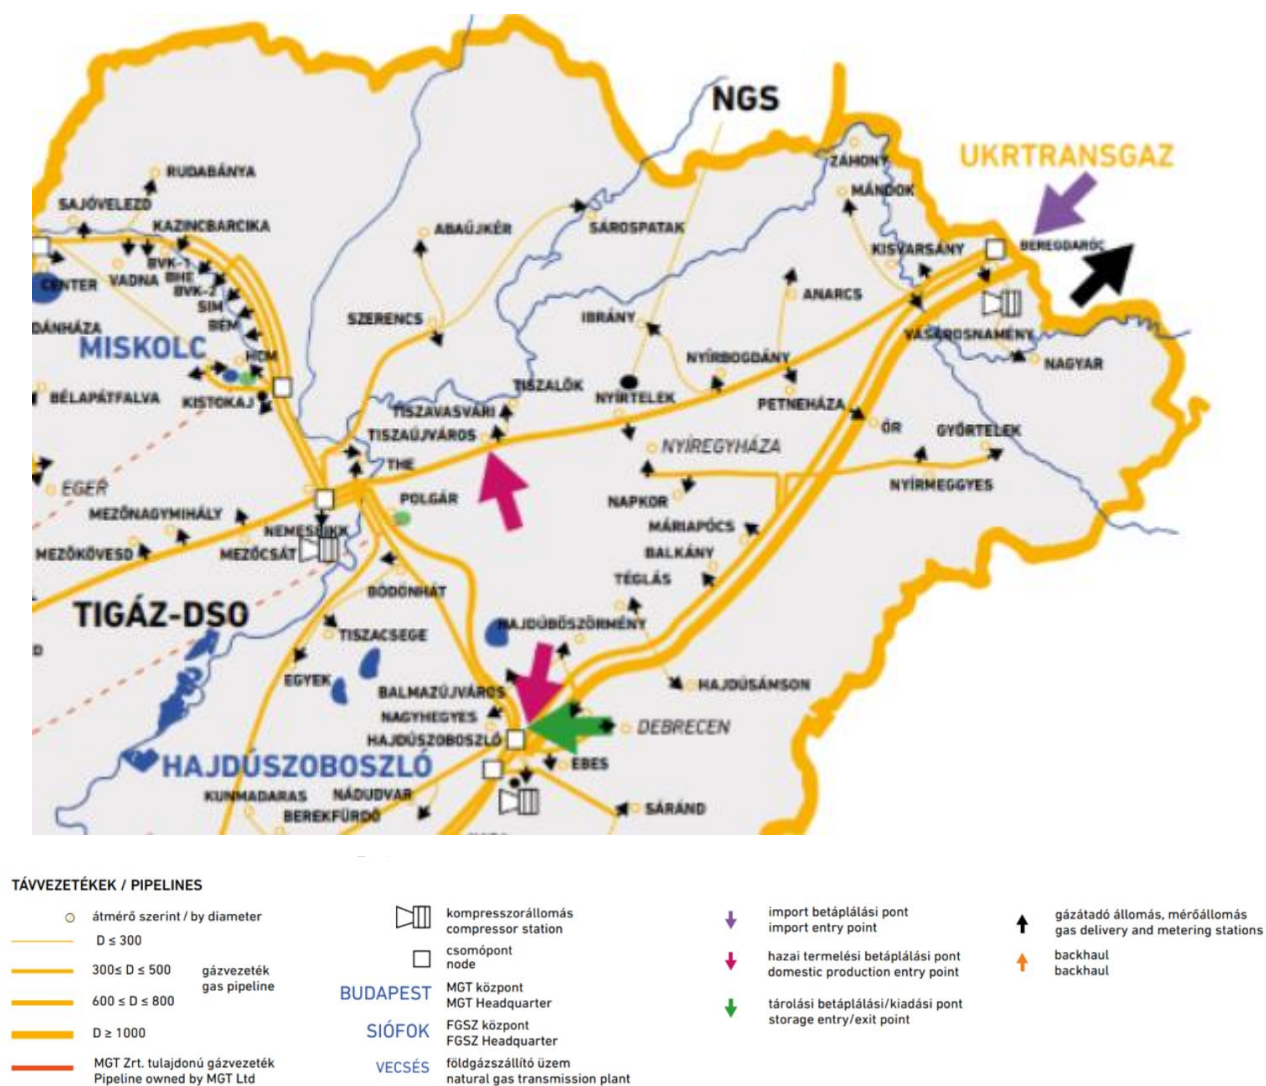 NGS
ZÁHONY
UKRTRANSGAZ
RUDABÁNYA
MÁNDOK
SAJÓVELEZD
KAZINCBARCIKA
ABAÚJKÉR
SÁROSPATAK
KISVARSÁNY
BEREGDARÓC
BVK-1
VADNA
BHE
CENTER
BVK-2
ANARCS
SIM
SZERENCS
IBRÁNY
BEM
DÁNHÁZA
VÁSÁROSNAMÉNY
MISKOLC
HCM
NYÍRBOGDÁNY
NAGYAR
TISZALÖK
BÉLAPÁTFALVA
KISTOKAJ
NYÍRTELEK
PETNEHÁZA
TISZAVASVÁRI
ŐR
GYŐRTELEK
TISZAÚJVÁROS
NYÍREGYHÁZA
THE
EGER
NYÍRMEGGYES
POLGÁR
NAPKOR
MEZŐNAGYMIHÁLY
NEMESBIKK
MÁRIAPÓCS
MEZŐKÖVESD
MEZŐCSÁT
BALKÁNY
TÉGLÁS
BÖDÖNHÁT
TIGÁZ-DSO
HAJDÚBÖSZÖRMÉNY
TISZACSEGE
D
EGYEK
BALMAZÚJVÁROS
HAJDÚSÁMSON
NAGYHEGYES
DEBRECEN
HAJDÚSZOBOSZLÓ
HAJDÚSZOBOSZLÓ
EBES
KUNMADARAS
NÁDUDVAR
SÁRÁND
BEREKFÜRDŐ
TÁVVEZETÉKEK / PIPELINES
átmérő szerint / by diameter
D ≤ 300
300≤ D ≤ 500
gázvezeték
gas pipeline
600 ≤ D ≤ 800
D ≥ 1000
MGT Zrt. tulajdonú gázvezeték
Pipeline owned by MGT Ltd
kompresszorállomás
compressor station
csomópont
node
BUDAPEST
MGT központ
MGT Headquarter
SIÓFOK
FGSZ központ
FGSZ Headquarter
VECSÉS
földgázszállító üzem
natural gas transmission plant
import betáplálási pont
import entry point
hazai termelési betáplálási pont
domestic production entry point
tárolási betáplálási/kiadási pont
storage entry/exit point
gázátadó állomás, mérőállomás
gas delivery and metering stations
backhaul
backhaul